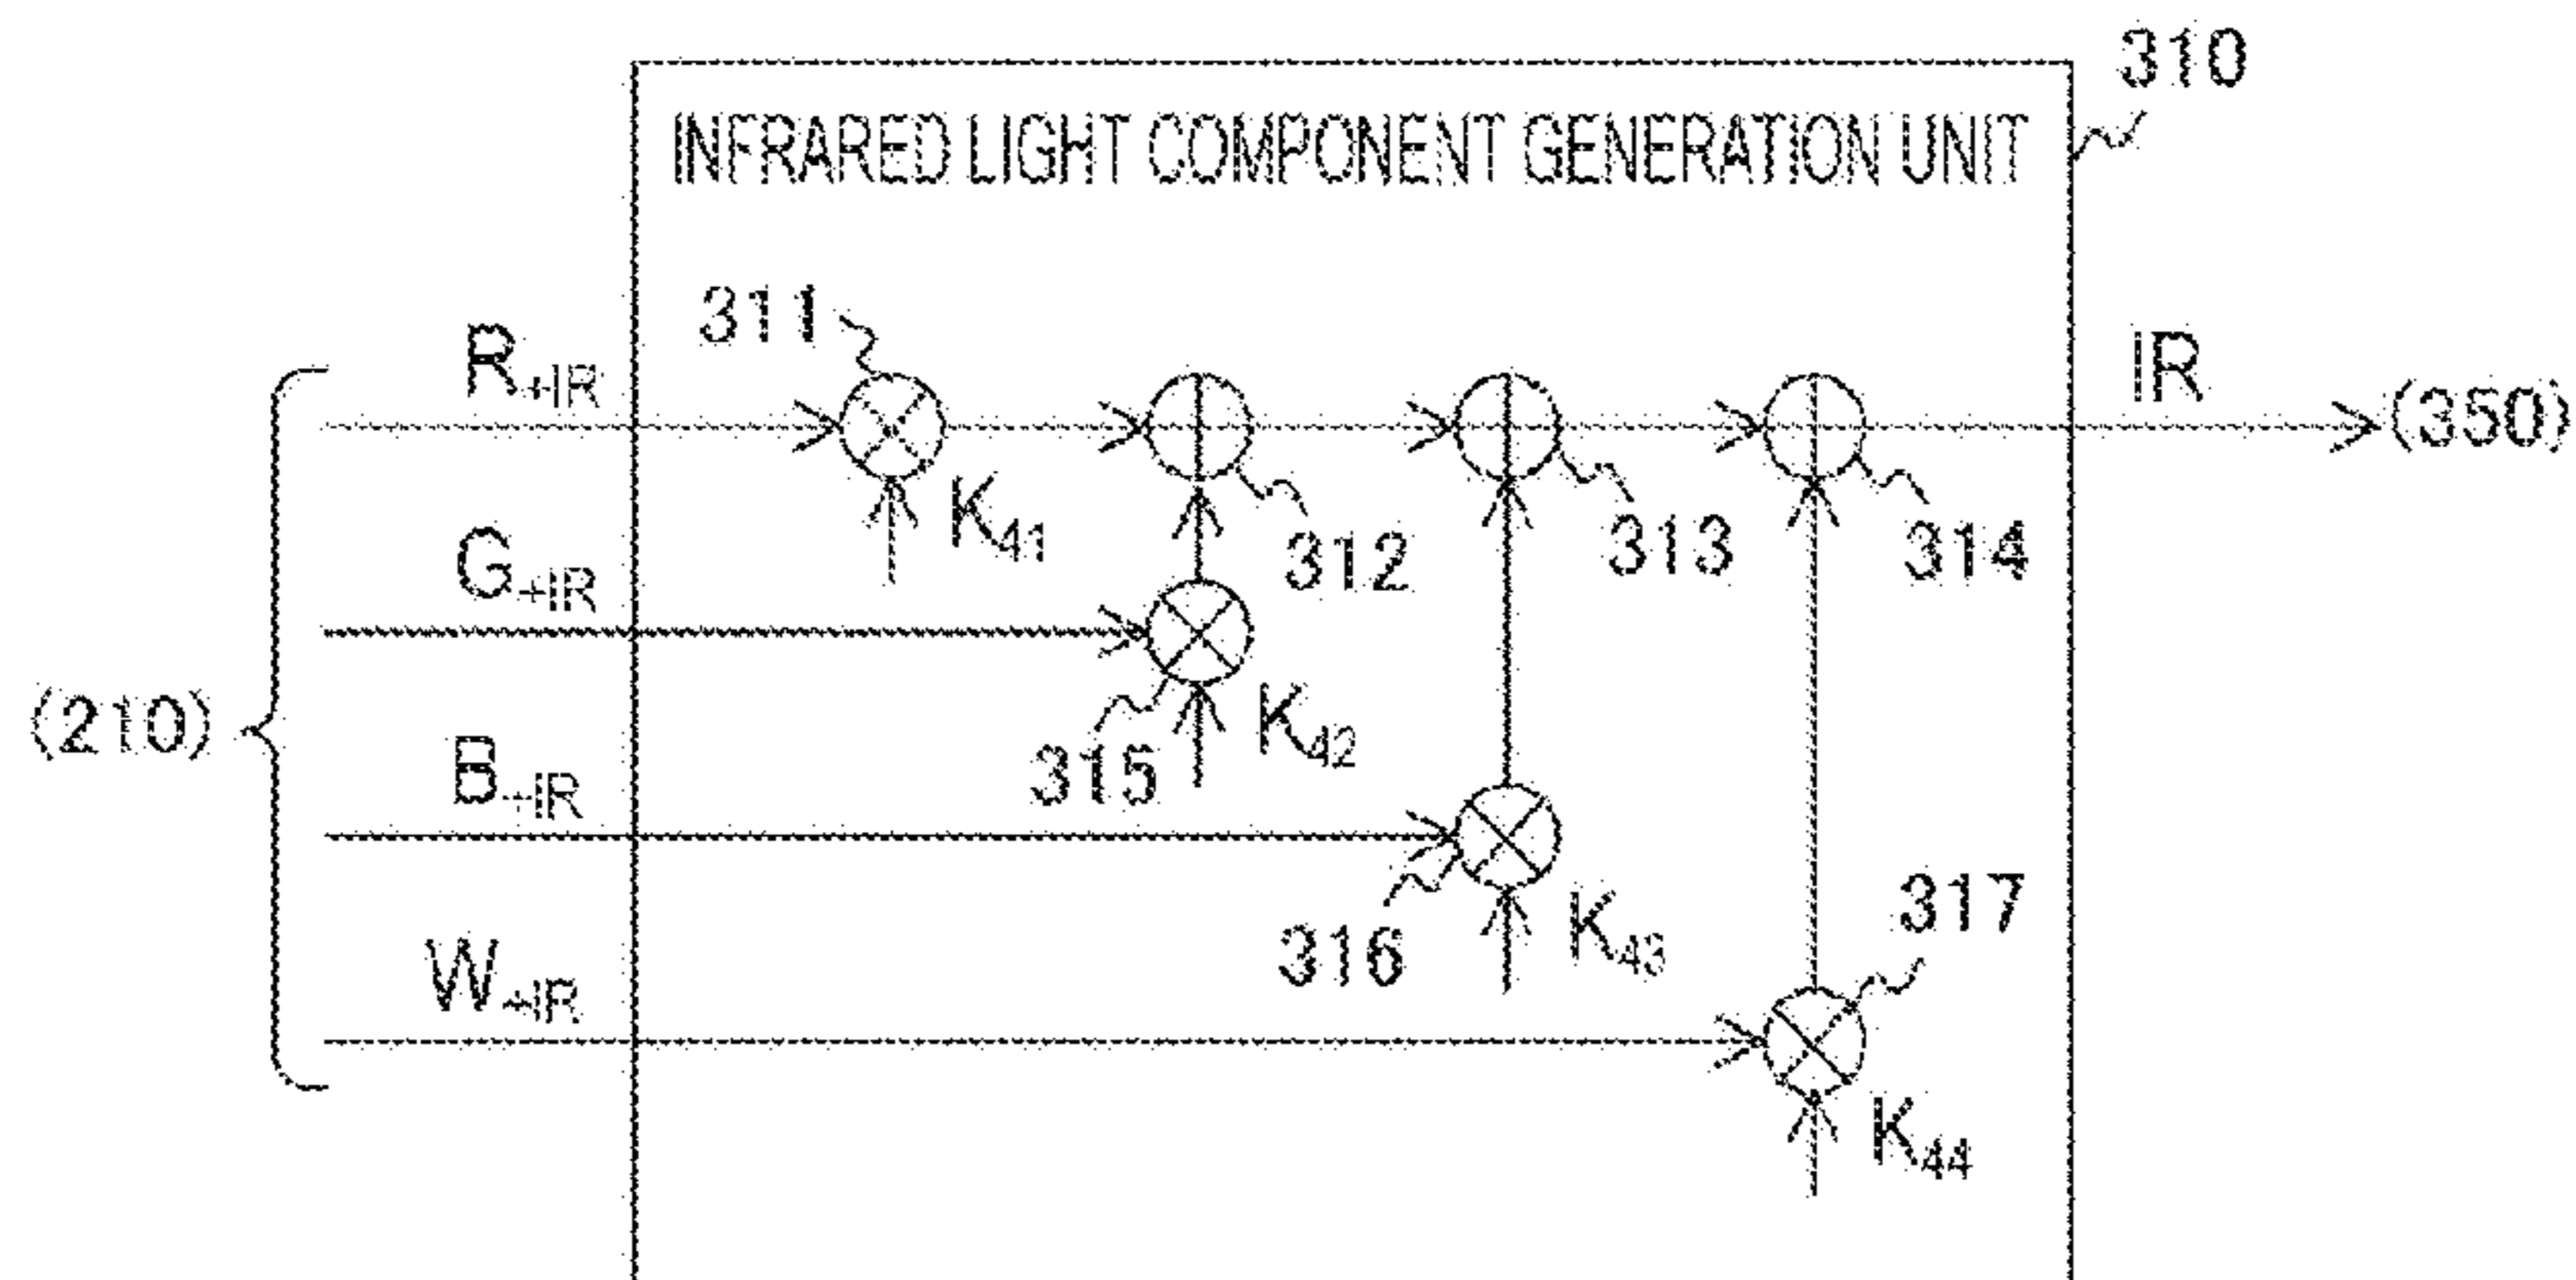 310
INFRARED LIGHT COMPONENT GENERATION UNIT
311
R+IR
IR
(350)
K41
312
313
314
G+IR
(210)
315
K42
B+IR
316
K43
317
W+IR
K44